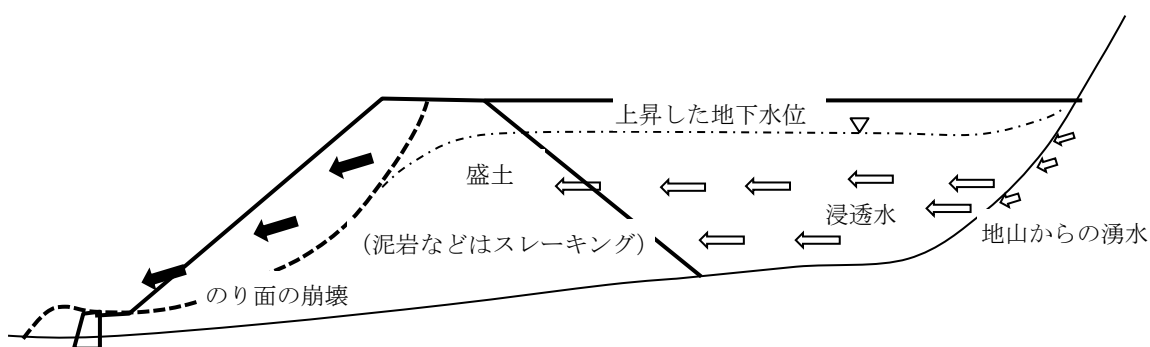 上昇した地下水位
盛土
浸透水
地山からの湧水
（泥岩などはスレーキング）
のり面の崩壊